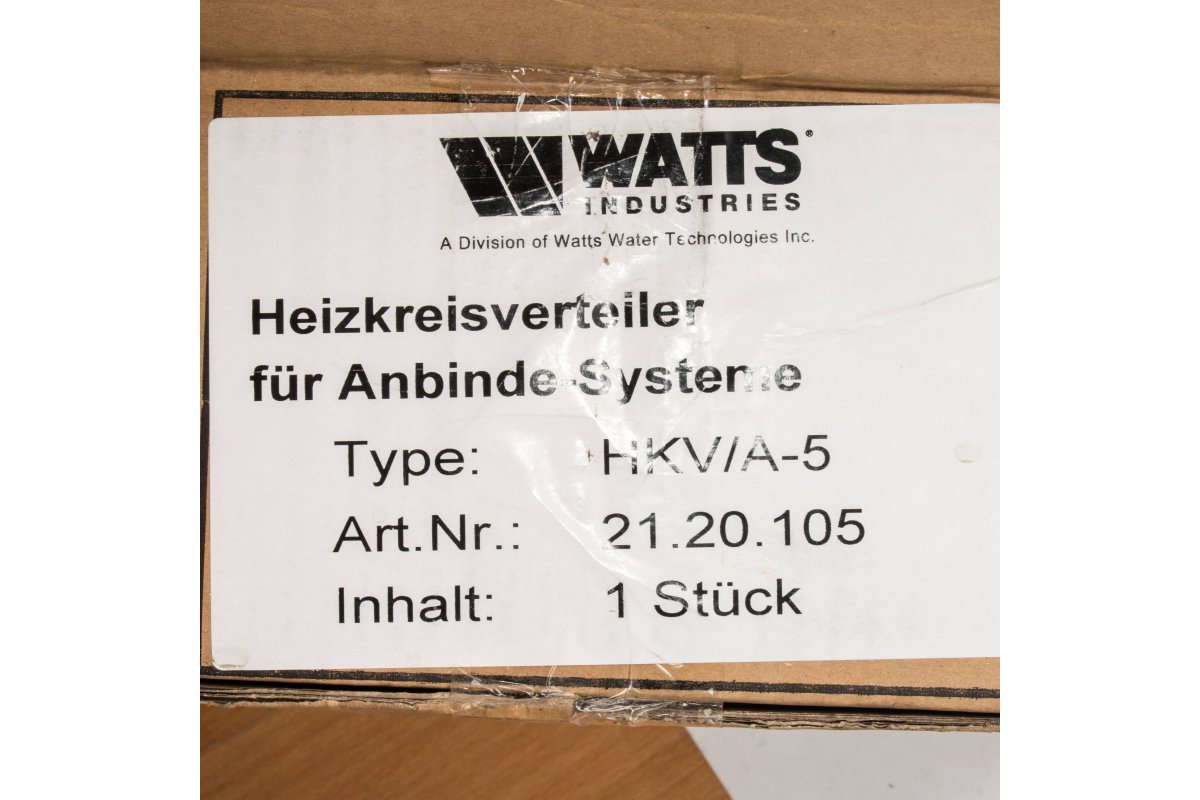 WATTS®
INDUSTRIES
A Division of Watts Water Technologies Inc.
Heizkreisverteiler
für Anbinde-Systeme
Type: HKV/A-5
Art.Nr.: 21.20.105
Inhalt: 1 Stück